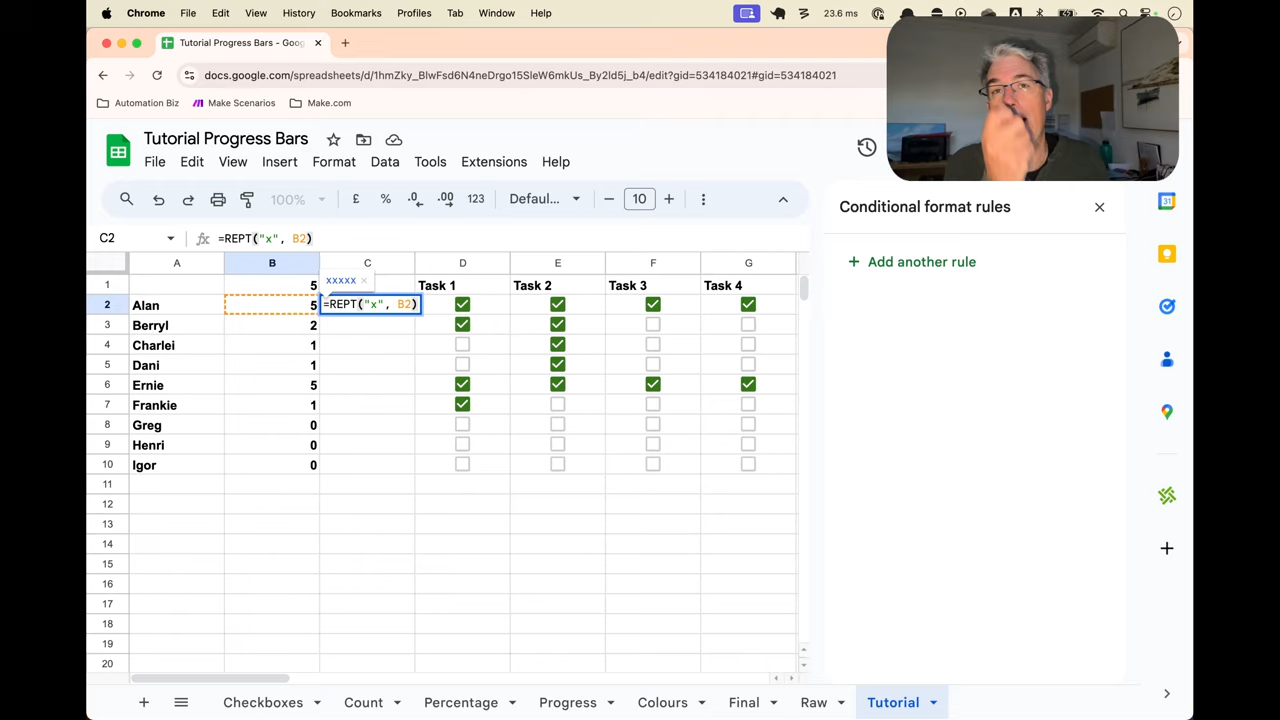 Chrome File Edit View History Bookmarks Profiles Tab Window Help 23.6 ms
Tutorial Progress Bars - Goog
docs.google.com/spreadsheets/d/1hmZky_BlwFsd6N4neDrgo15SleW6mkUs_By2ld5j_b4/edit?gid=534184021#gid=534184021
Automation Biz Make Scenarios Make.com
Tutorial Progress Bars
File Edit View Insert Format Data Tools Extensions Help
100% £ % .0 .00 123 Defaul... 10
Conditional format rules
C2 fx =REPT("x", B2)
Add another rule
A B C D E F G
xxxxx
1 5 Task 1 Task 2 Task 3 Task 4
2 Alan 5 =REPT("x", B2)
3 Berryl 2
4 Charlei 1
5 Dani 1
6 Ernie 5
7 Frankie 1
8 Greg 0
9 Henri 0
10 Igor 0
11
12
13
14
15
16
17
18
19
20
Checkboxes Count Percentage Progress Colours Final Raw Tutorial
31